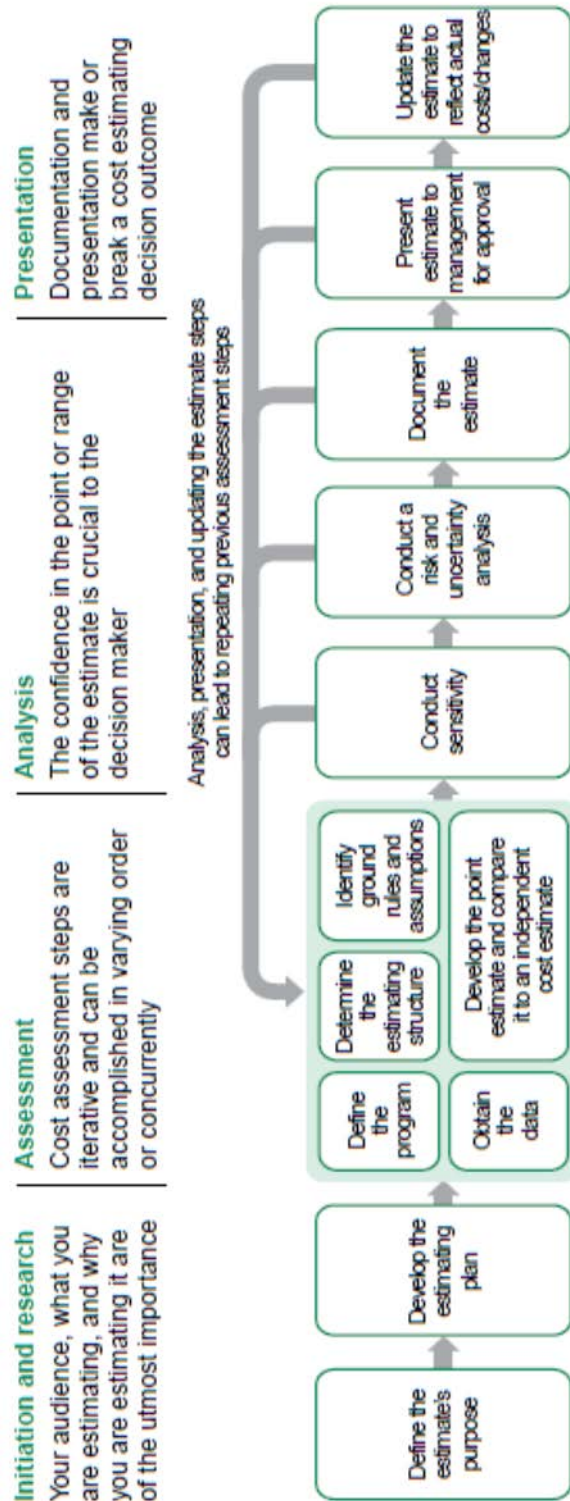 Initiation and research
Your audience, what you
are estimating, and why
you are estimating it are
of the utmost importance
Assessment
Cost assessment steps are
iterative and can be
accomplished in varying order
or concurrently
Analysis
The confidence in the point or range
of the estimate is crucial to the
decision maker
Presentation
Documentation and
presentation make or
break a cost estimating
decision outcome
Analysis, presentation, and updating the estimate steps
can lead to repeating previous assessment steps
Define the
estimate's
purpose
Develop the
estimating
plan
Define
the
program
Determine
the
estimating
structure
Identify
ground
rules and
assumptions
Obtain
the
data
Develop the point
estimate and compare
it to an independent
cost estimate
Conduct
sensitivity
Conduct a
risk and
uncertainty
analysis
Document
the
estimate
Present
estimate to
management
for approval
Update the
estimate to
reflect actual
costs/changes